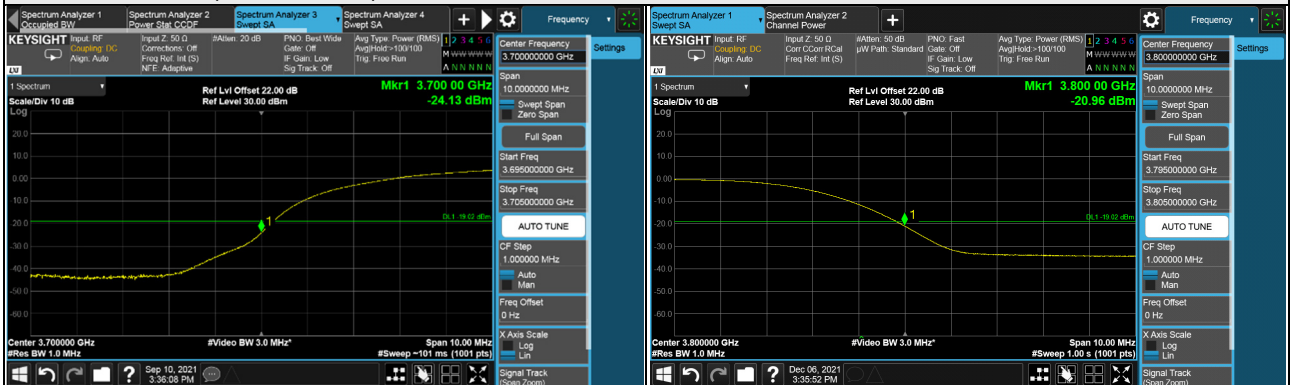 Spectrum Analyzer 1
Occupied BW
Spectrum Analyzer 2
Power Stat CCDF
Spectrum Analyzer 3
Swept SA
Spectrum Analyzer 4
Swept SA
+
Frequency
KEYSIGHT
Input: RF
Coupling: DC
Align: Auto
Input Z: 50 Ω
Corrections: Off
Freq Ref: Int (S)
NFE: Adaptive
#Atten: 20 dB
PNO: Best Wide
Gate: Off
IF Gain: Low
Sig Track: Off
Avg Type: Power (RMS)
Avg|Hold:>100/100
Trig: Free Run
1 2 3 4 5 6
M W W W W W
A N N N N N
LXI
1 Spectrum
Scale/Div 10 dB
Log
Ref Lvl Offset 22.00 dB
Ref Level 30.00 dBm
Mkr1 3.700 00 GHz
-24.13 dBm
20.0
10.0
0.00
-10.0
-20.0
-30.0
-40.0
-50.0
-60.0
1
DL1 -19.02 dBm
Center 3.700000 GHz
#Res BW 1.0 MHz
#Video BW 3.0 MHz*
Span 10.00 MHz
#Sweep ~101 ms (1001 pts)
Sep 10, 2021
3:36:08 PM
Center Frequency
3.700000000 GHz
Settings
Span
10.0000000 MHz
Swept Span
Zero Span
Full Span
Start Freq
3.695000000 GHz
Stop Freq
3.705000000 GHz
AUTO TUNE
CF Step
1.000000 MHz
Auto
Man
Freq Offset
0 Hz
X Axis Scale
Log
Lin
Signal Track
(Span Zoom)
Spectrum Analyzer 1
Swept SA
Spectrum Analyzer 2
Channel Power
+
Frequency
KEYSIGHT
Input: RF
Coupling: DC
Align: Auto
Input Z: 50 Ω
Corr CCorr RCal
Freq Ref: Int (S)
#Atten: 50 dB
µW Path: Standard
PNO: Fast
Gate: Off
IF Gain: Low
Sig Track: Off
Avg Type: Power (RMS)
Avg|Hold:>100/100
Trig: Free Run
1 2 3 4 5 6
M W W W W W
A N N N N N
LXI
1 Spectrum
Scale/Div 10 dB
Log
Ref Lvl Offset 22.00 dB
Ref Level 30.00 dBm
Mkr1 3.800 00 GHz
-20.96 dBm
20.0
10.0
0.00
-10.0
-20.0
-30.0
-40.0
-50.0
-60.0
1
DL1 -19.02 dBm
Center 3.800000 GHz
#Res BW 1.0 MHz
#Video BW 3.0 MHz*
Span 10.00 MHz
#Sweep 1.00 s (1001 pts)
Dec 06, 2021
3:35:52 PM
Center Frequency
3.800000000 GHz
Settings
Span
10.0000000 MHz
Swept Span
Zero Span
Full Span
Start Freq
3.795000000 GHz
Stop Freq
3.805000000 GHz
AUTO TUNE
CF Step
1.000000 MHz
Auto
Man
Freq Offset
0 Hz
X Axis Scale
Log
Lin
Signal Track
(Span Zoom)